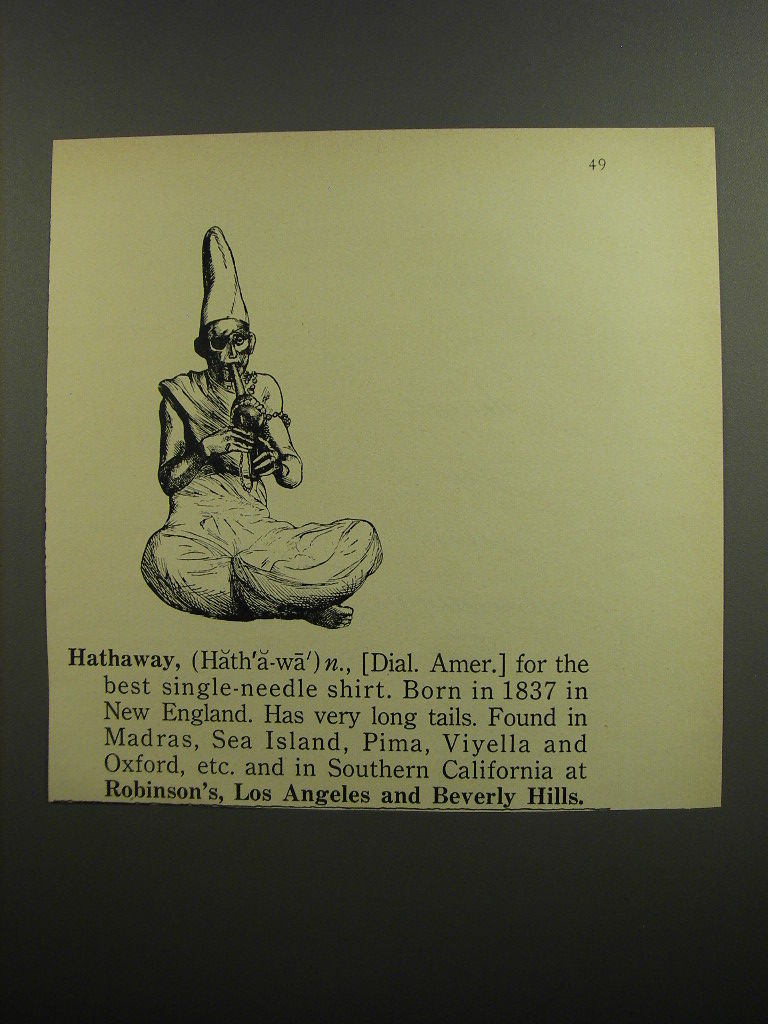 49
Hathaway, (Hăth'ă-wā') n., [Dial. Amer.] for the
best single-needle shirt. Born in 1837 in
New England. Has very long tails. Found in
Madras, Sea Island, Pima, Viyella and
Oxford, etc. and in Southern California at
Robinson's, Los Angeles and Beverly Hills.